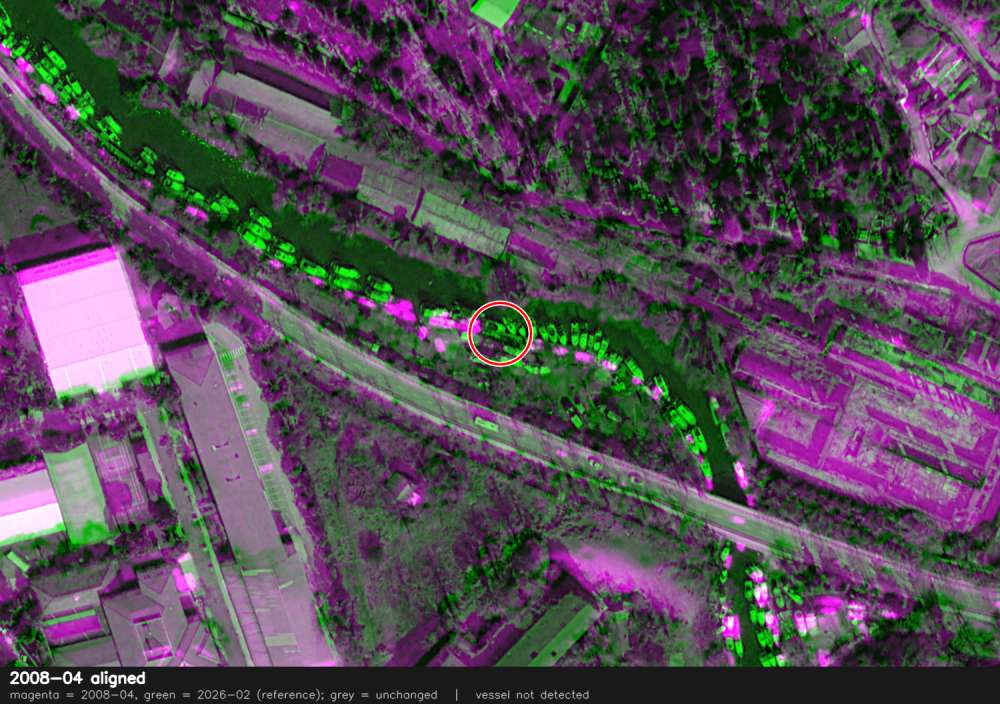 2008-04 aligned
magenta = 2008-04, green = 2026-02 (reference); grey = unchanged | vessel not detected